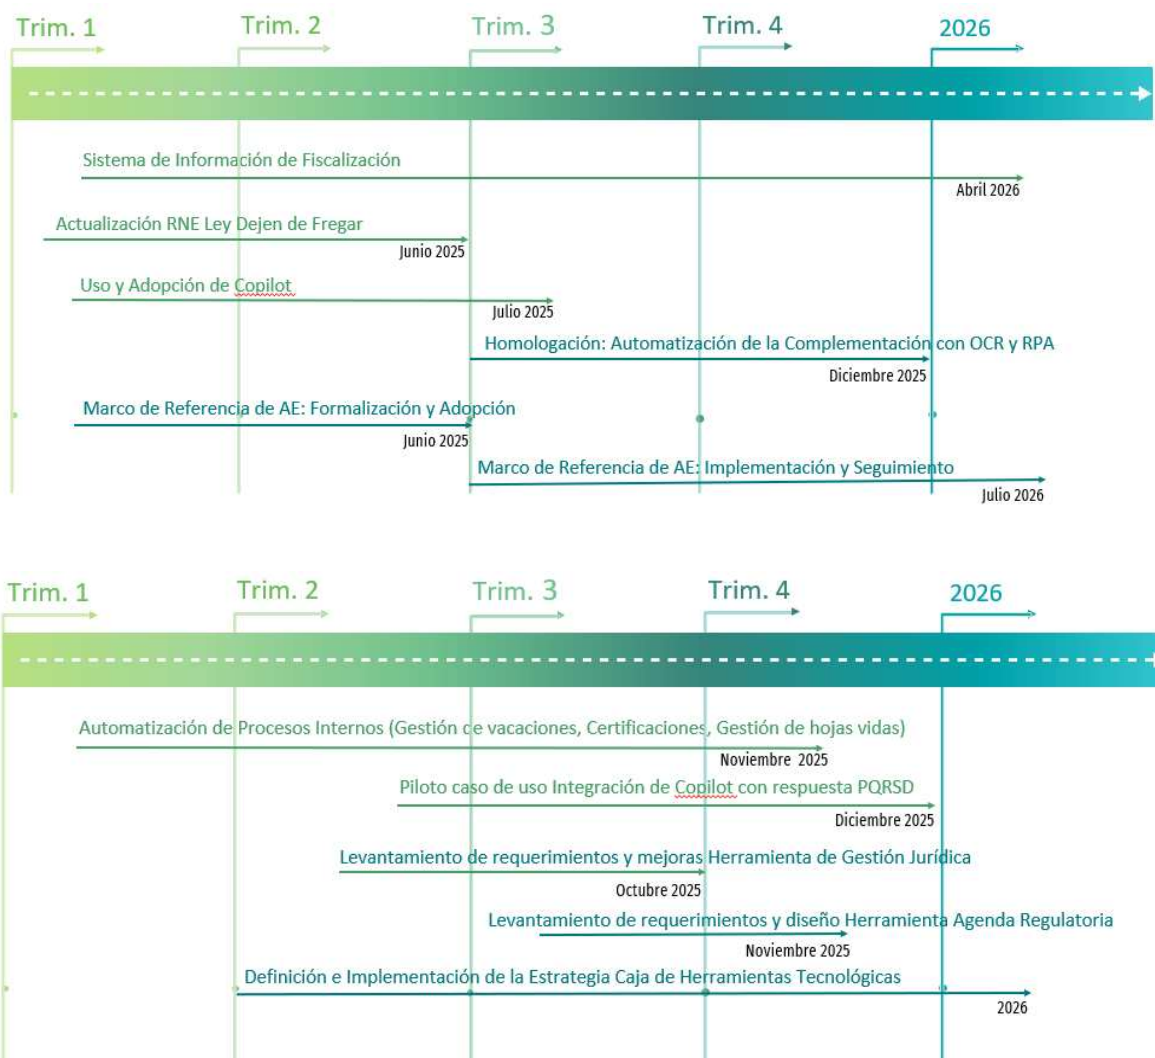 Trim. 1
Trim. 2
Trim. 3
Trim. 4
2026
Sistema de Información de Fiscalización
Abril 2026
Actualización RNE Ley Dejen de Fregar
Junio 2025
Uso y Adopción de Copilot
Julio 2025
Homologación: Automatización de la Complementación con OCR y RPA
Diciembre 2025
Marco de Referencia de AE: Formalización y Adopción
Junio 2025
Marco de Referencia de AE: Implementación y Seguimiento
Julio 2026
Trim. 1
Trim. 2
Trim. 3
Trim. 4
2026
Automatización de Procesos Internos (Gestión de vacaciones, Certificaciones, Gestión de hojas vidas)
Noviembre 2025
Piloto caso de uso Integración de Copilot con respuesta PQRSD
Diciembre 2025
Levantamiento de requerimientos y mejoras Herramienta de Gestión Jurídica
Octubre 2025
Levantamiento de requerimientos y diseño Herramienta Agenda Regulatoria
Noviembre 2025
Definición e Implementación de la Estrategia Caja de Herramientas Tecnológicas
2026